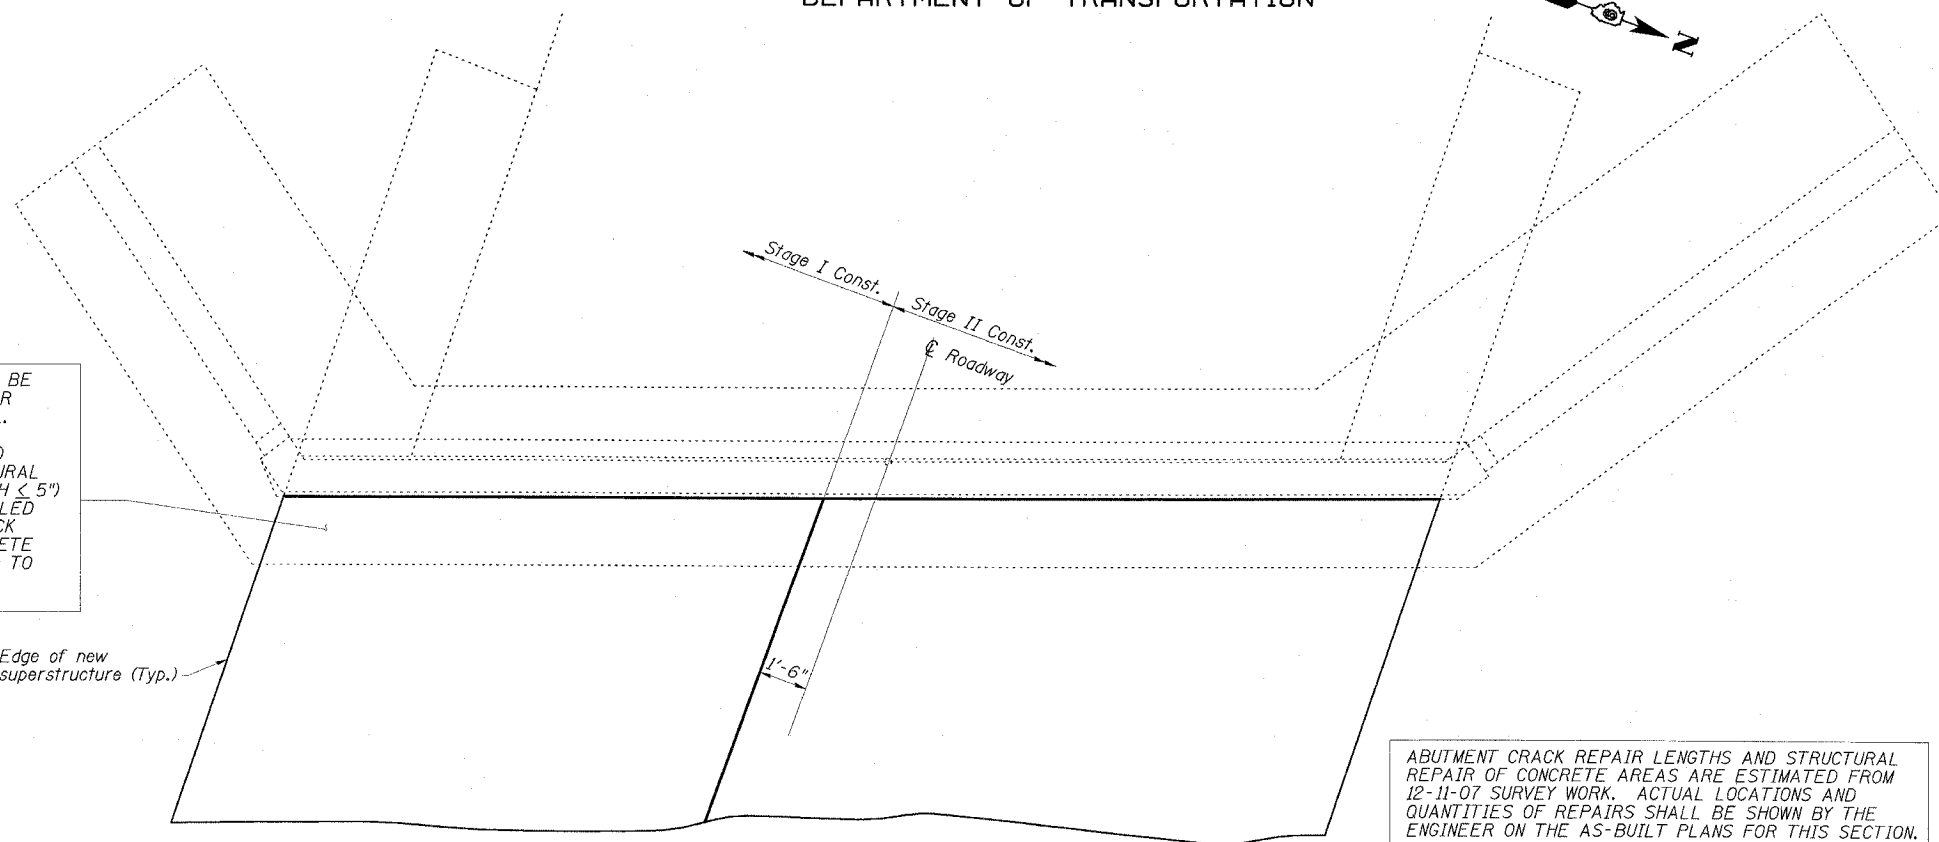 DEPARTMENT OF TRANSPORTATION
N
Stage I Const.
Stage II Const.
℄ Roadway
BE
R
URAL
H ≤ 5")
LED
CK
ETE
TO
Edge of new
superstructure (Typ.)
1'-6"
ABUTMENT CRACK REPAIR LENGTHS AND STRUCTURAL
REPAIR OF CONCRETE AREAS ARE ESTIMATED FROM
12-11-07 SURVEY WORK. ACTUAL LOCATIONS AND
QUANTITIES OF REPAIRS SHALL BE SHOWN BY THE
ENGINEER ON THE AS-BUILT PLANS FOR THIS SECTION.